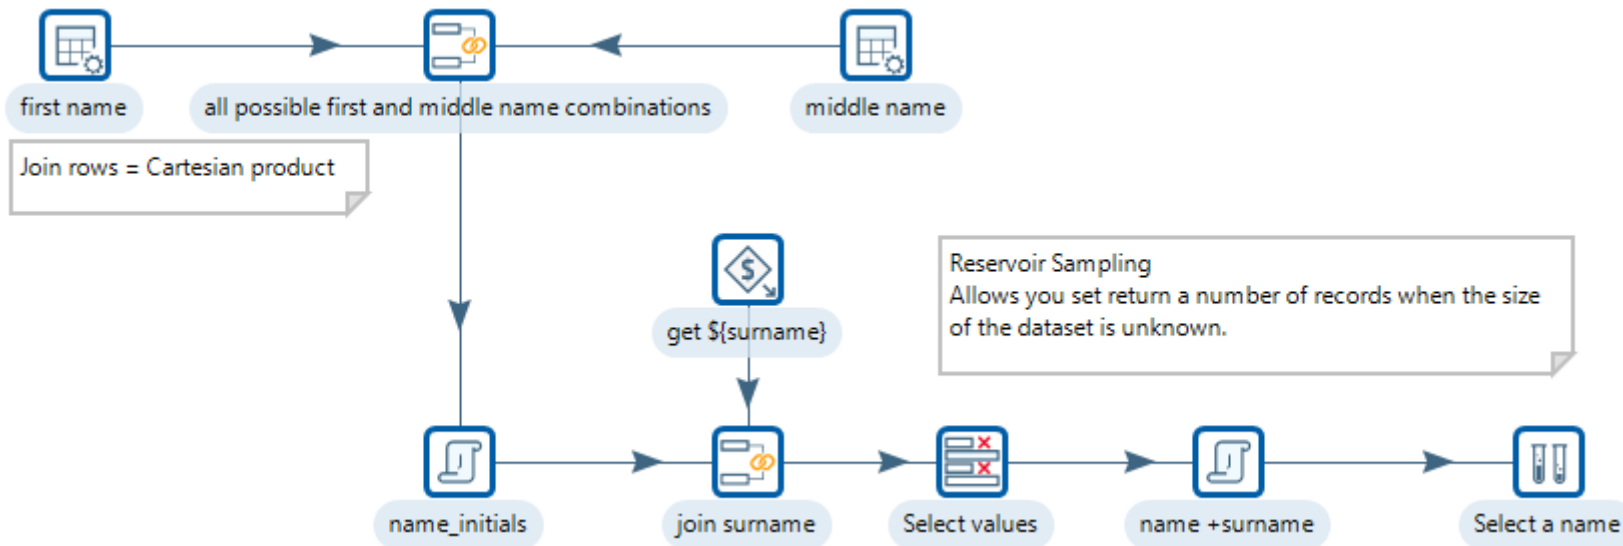 first name
all possible first and middle name combinations
middle name
Join rows = Cartesian product
$
get ${surname}
Reservoir Sampling
Allows you set return a number of records when the size
of the dataset is unknown.
name_initials
join surname
Select values
name +surname
Select a name